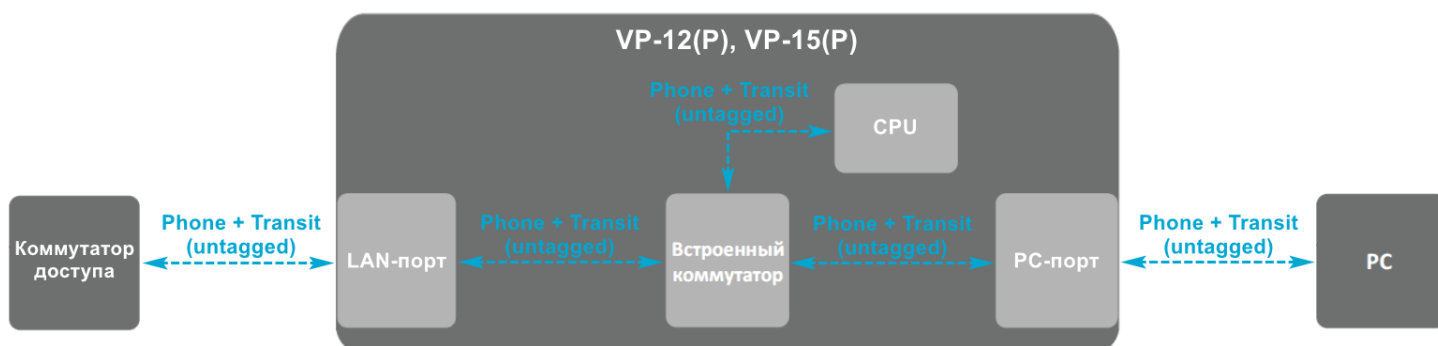 VP-12(P), VP-15(P)
Phone + Transit
(untagged)
CPU
Коммутатор
доступа
Phone + Transit
(untagged)
LAN-порт
Phone + Transit
(untagged)
Встроенный
коммутатор
Phone + Transit
(untagged)
PC-порт
Phone + Transit
(untagged)
PC